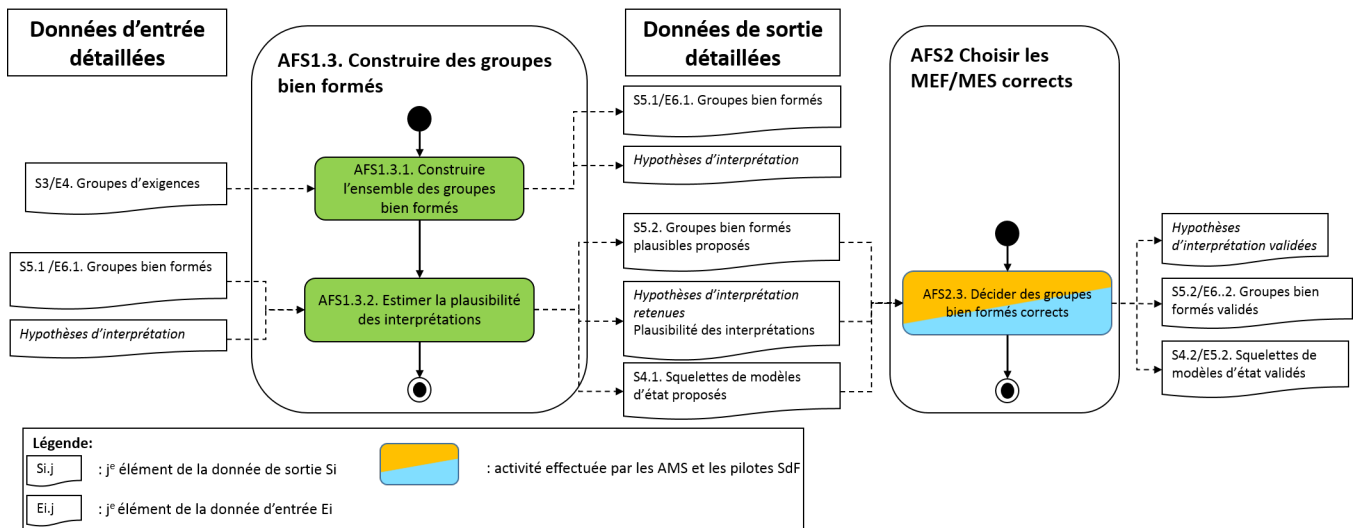 Données d’entrée
détaillées
AFS1.3. Construire des groupes
bien formés
Données de sortie
détaillées
AFS2 Choisir les
MEF/MES corrects
S3/E4. Groupes d’exigences
AFS1.3.1. Construire
l’ensemble des groupes
bien formés
S5.1/E6.1. Groupes bien formés
Hypothèses d’interprétation
S5.1 /E6.1. Groupes bien formés
Hypothèses d’interprétation
AFS1.3.2. Estimer la plausibilité
des interprétations
S5.2. Groupes bien formés
plausibles proposés
Hypothèses d’interprétation
retenues
Plausibilité des interprétations
S4.1. Squelettes de modèles
d’état proposés
AFS2.3. Décider des groupes
bien formés corrects
Hypothèses
d’interprétation validées
S5.2/E6..2. Groupes bien
formés validés
S4.2/E5.2. Squelettes de
modèles d’état validés
Légende:
Si.j : jᵉ élément de la donnée de sortie Si
: activité effectuée par les AMS et les pilotes SdF
Ei.j : jᵉ élément de la donnée d’entrée Ei